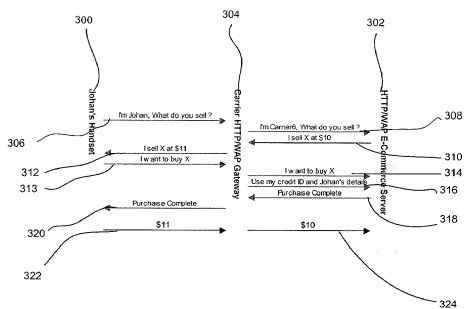 304
300
302
Johan's Handset
Carrier HTTP/WAP Gateway
HTTP/WAP E-Commerce Server
I'm Johan, What do you sell ?
308
I'm Carrier6, What do you sell ?
306
I sell X at $10
310
I sell X at $11
312
I want to buy X
313
314
I want to buy X
316
Use my credit ID and Johan's details
Purchase Complete
318
Purchase Complete
320
$11
$10
322
324